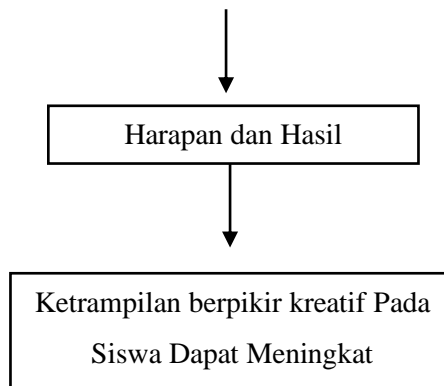 Harapan dan Hasil
Ketrampilan berpikir kreatif Pada
Siswa Dapat Meningkat